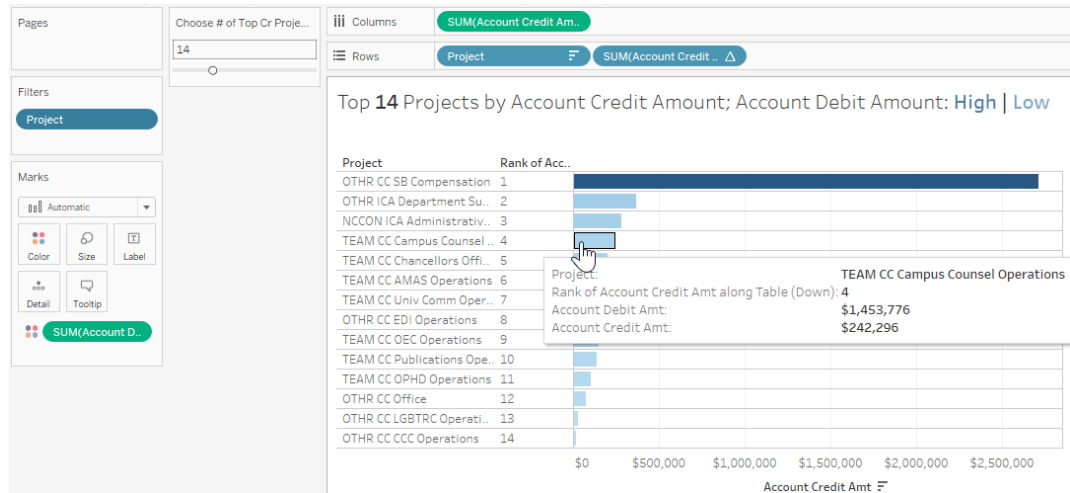 Pages
Choose # of Top Cr Proje...
14
Columns
SUM(Account Credit Am..
Rows
Project
SUM(Account Credit .. Δ
Filters
Project
Marks
Automatic
Color
Size
Label
Detail
Tooltip
SUM(Account D..
Top 14 Projects by Account Credit Amount; Account Debit Amount: High | Low
Project Rank of Acc..
OTHR CC SB Compensation 1
OTHR ICA Department Su.. 2
NCCON ICA Administrativ.. 3
TEAM CC Campus Counsel .. 4
TEAM CC Chancellors Offi.. 5
TEAM CC AMAS Operations 6
TEAM CC Univ Comm Oper.. 7
OTHR CC EDI Operations 8
TEAM CC OEC Operations 9
TEAM CC Publications Ope.. 10
TEAM CC OPHD Operations 11
OTHR CC Office 12
OTHR CC LGBTRC Operati.. 13
OTHR CC CCC Operations 14
Project: TEAM CC Campus Counsel Operations
Rank of Account Credit Amt along Table (Down): 4
Account Debit Amt: $1,453,776
Account Credit Amt: $242,296
$0 $500,000 $1,000,000 $1,500,000 $2,000,000 $2,500,000
Account Credit Amt